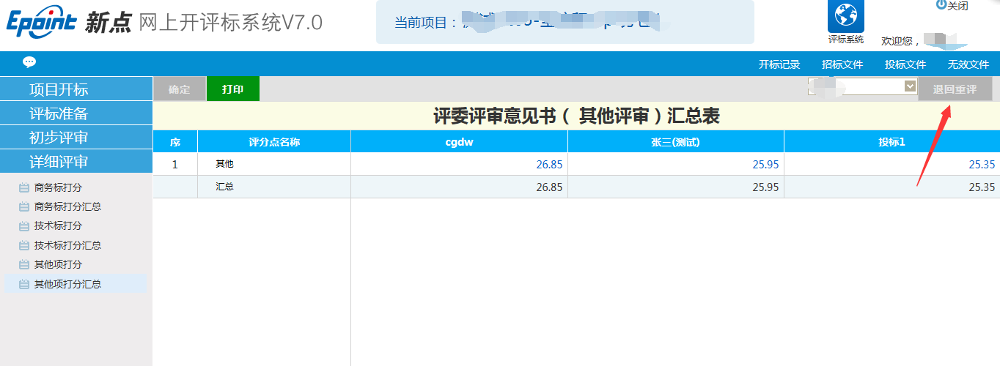 Epoint 新点 网上开评标系统V7.0
当前项目：
评标系统
关闭
欢迎您，
开标记录 招标文件 投标文件 无效文件
项目开标
评标准备
初步评审
详细评审
商务标打分
商务标打分汇总
技术标打分
技术标打分汇总
其他项打分
其他项打分汇总
确定 打印 退回重评
评委评审意见书（ 其他评审）汇总表
序 评分点名称 cgdw 张三(测试) 投标1
1 其他 26.85 25.95 25.35
汇总 26.85 25.95 25.35